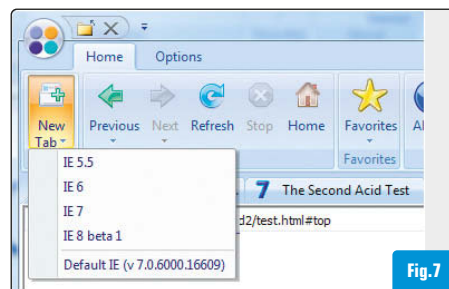 Home Options
New Tab Previous Next Refresh Stop Home Favorites
Favorites
IE 5.5
IE 6
IE 7
IE 8 beta 1
Default IE (v 7.0.6000.16609)
7 The Second Acid Test
d2/test.html#top
Fig.7